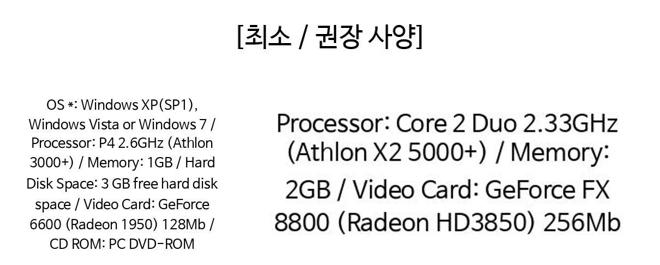 [최소 / 권장 사양]
OS *: Windows XP(SP1),
Windows Vista or Windows 7 /
Processor: P4 2.6GHz (Athlon
3000+) / Memory: 1GB / Hard
Disk Space: 3 GB free hard disk
space / Video Card: GeForce
6600 (Radeon 1950) 128Mb /
CD ROM: PC DVD-ROM
Processor: Core 2 Duo 2.33GHz
(Athlon X2 5000+) / Memory:
2GB / Video Card: GeForce FX
8800 (Radeon HD3850) 256Mb